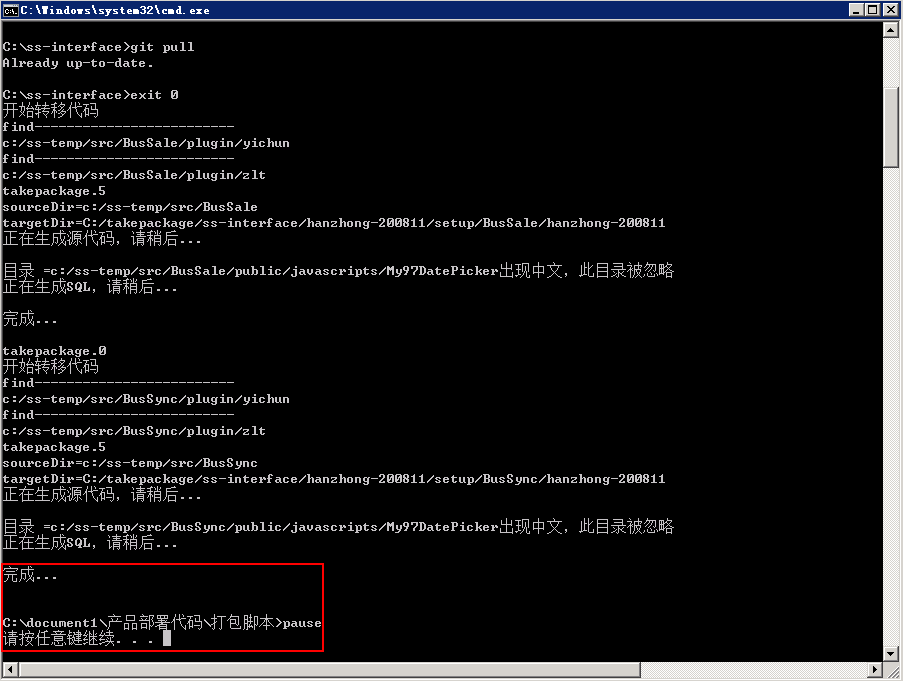 C:\Windows\system32\cmd.exe
C:\ss-interface>git pull
Already up-to-date.
C:\ss-interface>exit 0
开始转移代码
find-------------------------
c:/ss-temp/src/BusSale/plugin/yichun
find-------------------------
c:/ss-temp/src/BusSale/plugin/zlt
takepackage.5
sourceDir=c:/ss-temp/src/BusSale
targetDir=C:/takepackage/ss-interface/hanzhong-200811/setup/BusSale/hanzhong-200811
正在生成源代码，请稍后...
目录 =c:/ss-temp/src/BusSale/public/javascripts/My97DatePicker出现中文，此目录被忽略
正在生成SQL，请稍后...
完成...
takepackage.0
开始转移代码
find-------------------------
c:/ss-temp/src/BusSync/plugin/yichun
find-------------------------
c:/ss-temp/src/BusSync/plugin/zlt
takepackage.5
sourceDir=c:/ss-temp/src/BusSync
targetDir=C:/takepackage/ss-interface/hanzhong-200811/setup/BusSync/hanzhong-200811
正在生成源代码，请稍后...
目录 =c:/ss-temp/src/BusSync/public/javascripts/My97DatePicker出现中文，此目录被忽略
正在生成SQL，请稍后...
完成...
C:\document1\产品部署代码\打包脚本>pause
请按任意键继续. . .